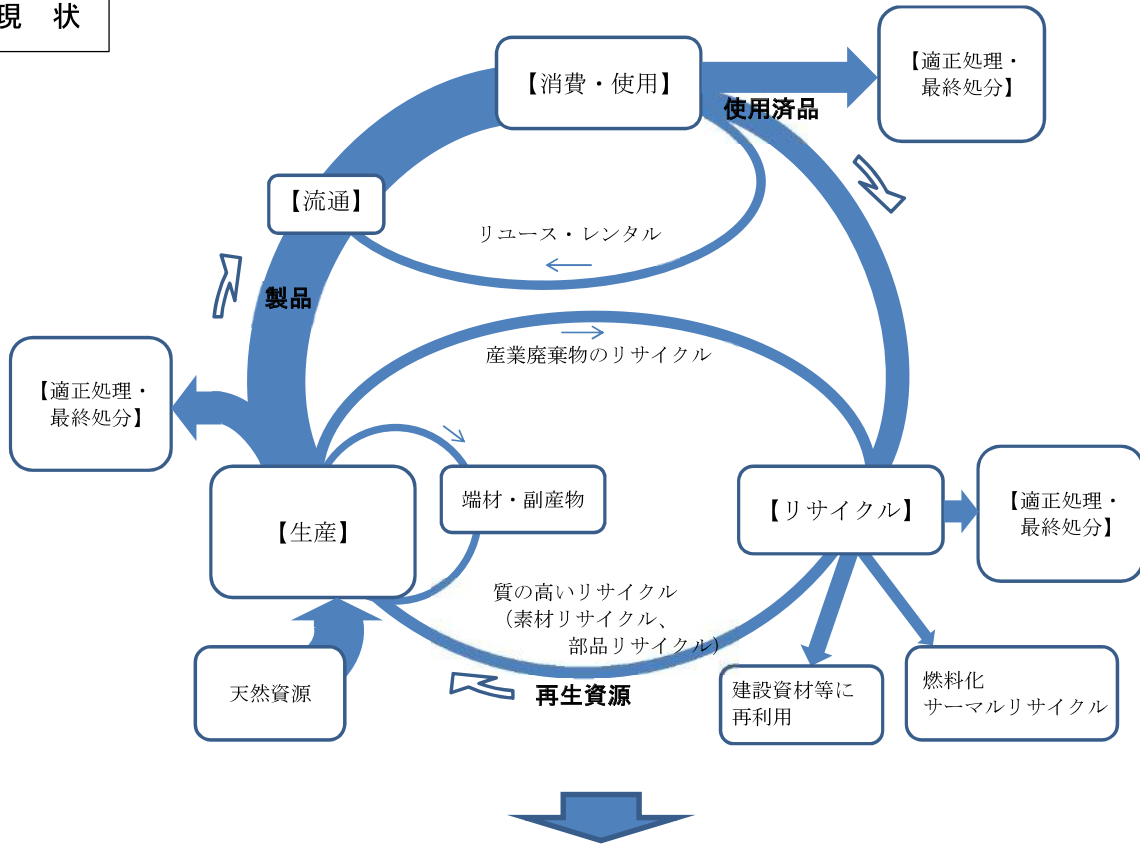 現 状
【消費・使用】
【適正処理・
最終処分】
使用済品
【流通】
リユース・レンタル
製品
産業廃棄物のリサイクル
【適正処理・
最終処分】
端材・副産物
【生産】
【リサイクル】
【適正処理・
最終処分】
質の高いリサイクル
（素材リサイクル、
部品リサイクル）
天然資源
再生資源
建設資材等に
再利用
燃料化
サーマルリサイクル